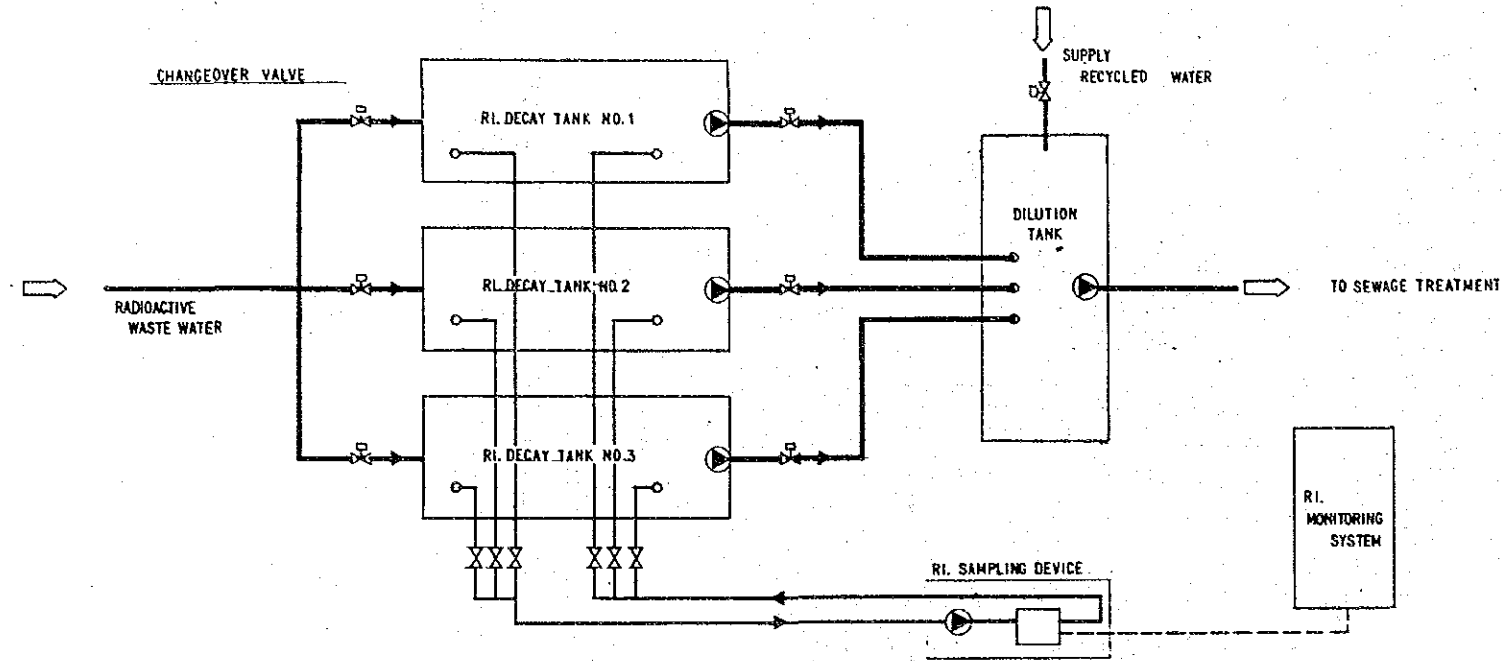 CHANGEOVER VALVE
RI. DECAY TANK NO.1
SUPPLY
RECYCLED WATER
DILUTION
TANK
RADIOACTIVE
WASTE WATER
RI. DECAY TANK NO.2
TO SEWAGE TREATMENT
RI. DECAY TANK NO.3
RI.
MONITORING
SYSTEM
RI. SAMPLING DEVICE